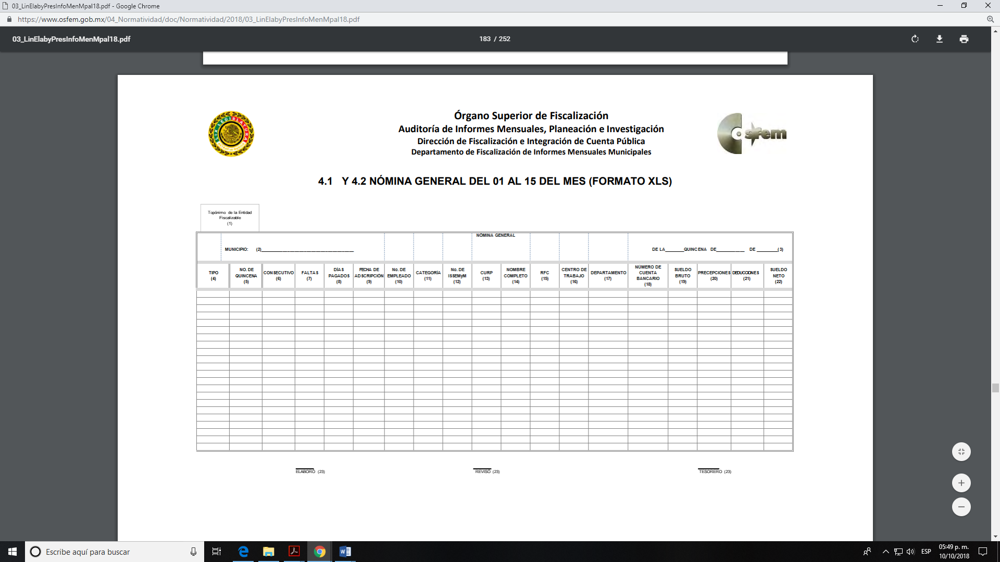 03_LinElabyPresInfoMenMpal18.pdf - Google Chrome
https://www.osfem.gob.mx/04_Normatividad/doc/Normatividad/2018/03_LinElabyPresInfoMenMpal18.pdf
03_LinElabyPresInfoMenMpal18.pdf
183 / 252
LIX LEGISLATURA
Órgano Superior de Fiscalización
Auditoría de Informes Mensuales, Planeación e Investigación
Dirección de Fiscalización e Integración de Cuenta Pública
Departamento de Fiscalización de Informes Mensuales Municipales
osfem
4.1 Y 4.2 NÓMINA GENERAL DEL 01 AL 15 DEL MES (FORMATO XLS)
Topónimo de la Entidad
Fiscalizable
(1)
NÓMINA GENERAL
MUNICIPIO: (2)____________________
DE LA_______QUINCENA DE___________ DE ________(3)
TIPO (4)
NO. DE QUINCENA (5)
CONSECUTIVO (6)
FALTAS (7)
DÍAS PAGADOS (8)
FECHA DE ADSCRIPCIÓN (9)
No. DE EMPLEADO (10)
CATEGORÍA (11)
No. DE ISSEMyM (12)
CURP (13)
NOMBRE COMPLETO (14)
RFC (15)
CENTRO DE TRABAJO (16)
DEPARTAMENTO (17)
NÚMERO DE CUENTA BANCARIO (18)
SUELDO BRUTO (19)
PRECEPCIONES (20)
DEDUCCIONES (21)
SUELDO NETO (22)
ELABORÓ (23)
REVISÓ (23)
TESORERO (23)
Escribe aquí para buscar
ESP
05:49 p. m.
10/10/2018